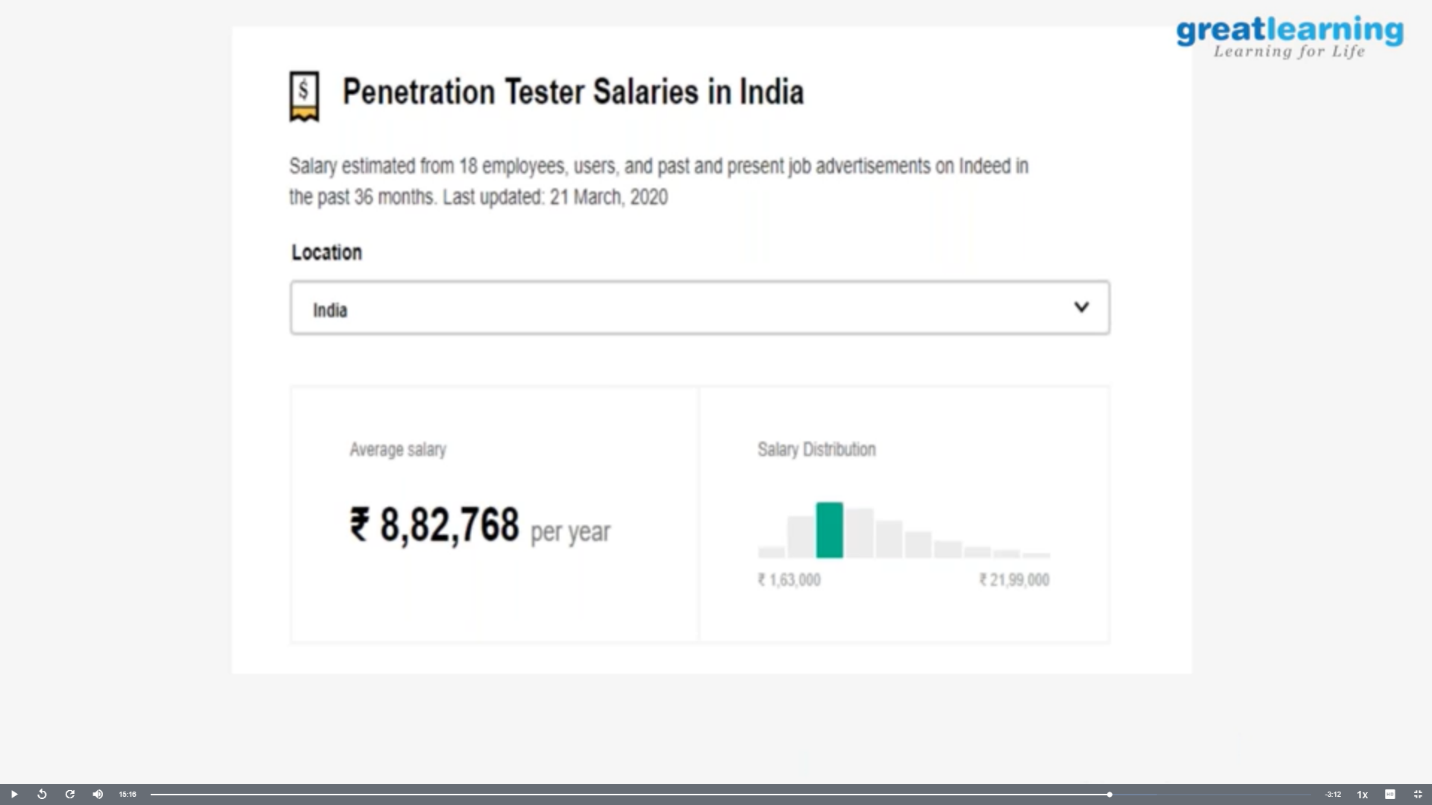 greatlearning
Learning for Life
$
Penetration Tester Salaries in India
Salary estimated from 18 employees, users, and past and present job advertisements on Indeed in
the past 36 months. Last updated: 21 March, 2020
Location
India
Average salary
₹ 8,82,768 per year
Salary Distribution
₹ 1,63,000
₹ 21,99,000
15:16
-3:12
1x